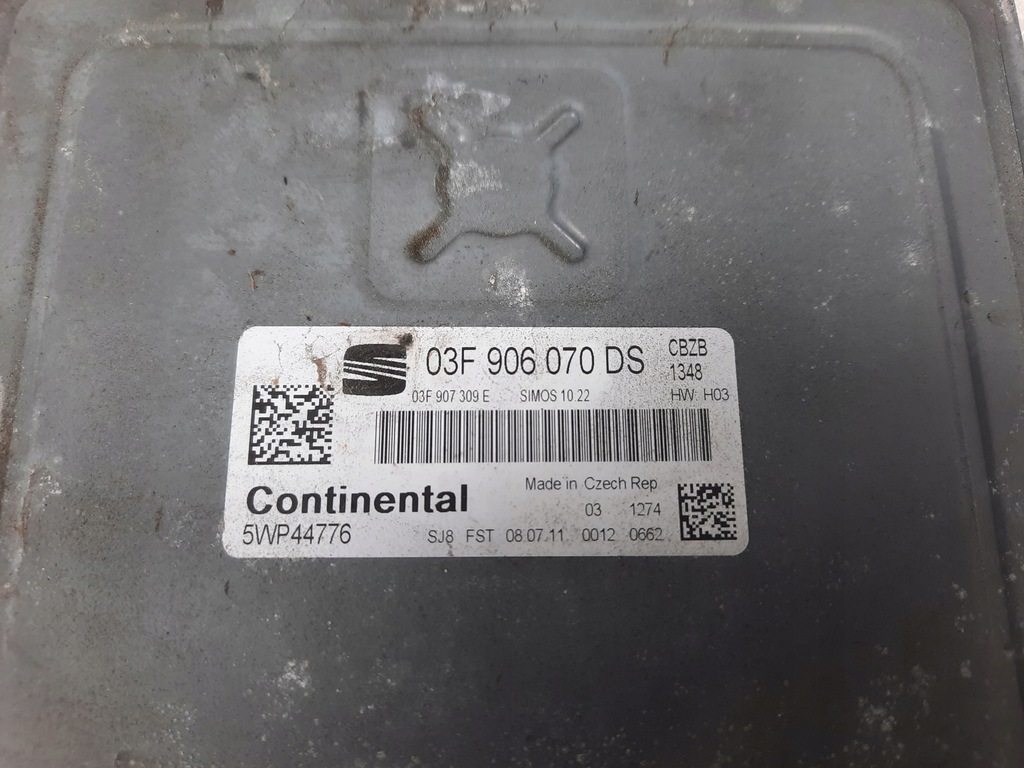 03F 906 070 DS CBZB
1348
03F 907 309 E SIMOS 10.22 HW: H03
Made in Czech Rep
Continental
03 1274
5WP44776
SJ8 FST 08.07.11 0012 0662